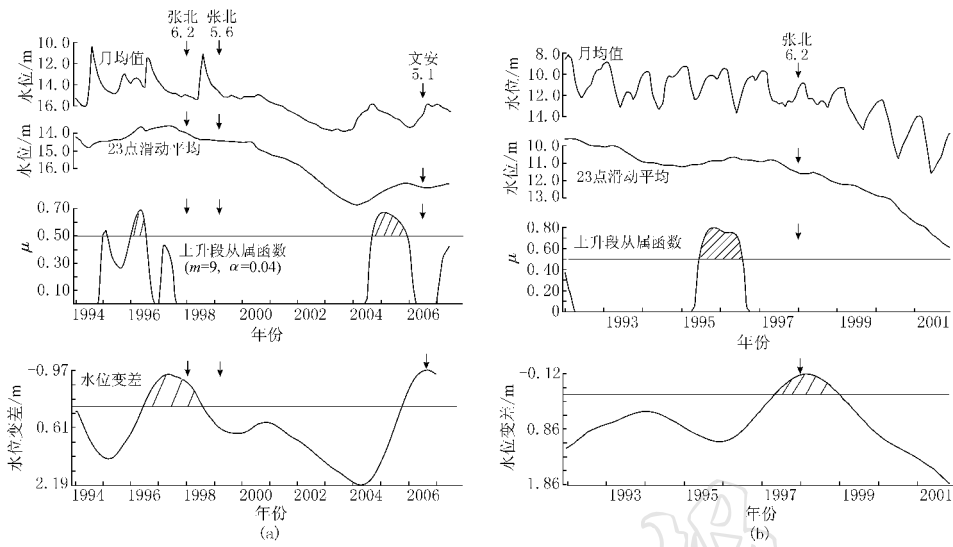 张北 张北
6.2 5.6
文安
5.1
月均值
水位/m
10.0
12.0
14.0
16.0
23点滑动平均
水位/m
14.0
15.0
16.0
上升段从属函数
(m=9, α=0.04)
μ
0.70
0.50
0.30
0.10
1994 1996 1998 2000 2002 2004 2006
年份
水位变差
水位变差/m
-0.97
0.61
2.19
1994 1996 1998 2000 2002 2004 2006
年份
(a)
张北
6.2
月均值
水位/m
8.0
10.0
12.0
14.0
23点滑动平均
水位/m
11.0
13.0
上升段从属函数
μ
0.80
0.60
0.40
0.20
0
1993 1995 1997 1999 2001
年份
水位变差/m
-0.12
0.86
1.86
1993 1995 1997 1999 2001
年份
(b)